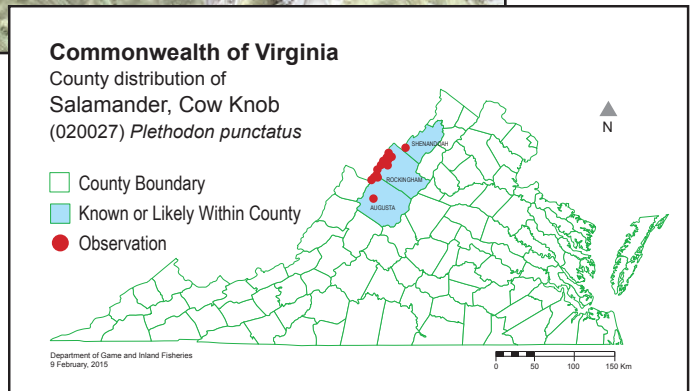 Commonwealth of Virginia
County distribution of
Salamander, Cow Knob
(020027) Plethodon punctatus
N
SHENANDOAH
ROCKINGHAM
AUGUSTA
County Boundary
Known or Likely Within County
Observation
Department of Game and Inland Fisheries
9 February, 2015
0 50 100 150 Km